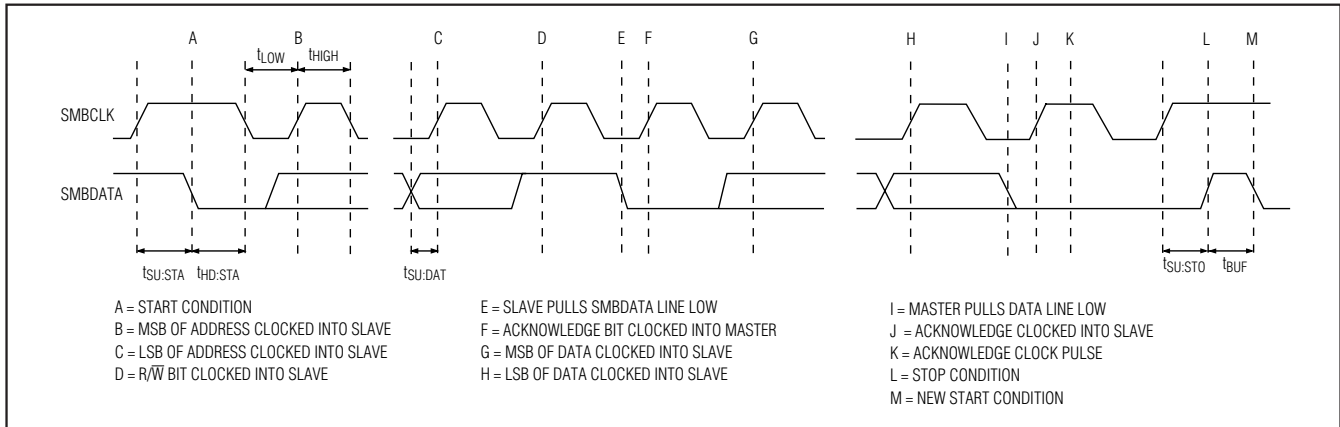 A B C D E F G H I J K L M
tLOW tHIGH
SMBCLK
SMBDATA
tSU:STA tHD:STA tSU:DAT tSU:STO tBUF
A = START CONDITION
B = MSB OF ADDRESS CLOCKED INTO SLAVE
C = LSB OF ADDRESS CLOCKED INTO SLAVE
D = R/W̅ BIT CLOCKED INTO SLAVE
E = SLAVE PULLS SMBDATA LINE LOW
F = ACKNOWLEDGE BIT CLOCKED INTO MASTER
G = MSB OF DATA CLOCKED INTO SLAVE
H = LSB OF DATA CLOCKED INTO SLAVE
I = MASTER PULLS DATA LINE LOW
J = ACKNOWLEDGE CLOCKED INTO SLAVE
K = ACKNOWLEDGE CLOCK PULSE
L = STOP CONDITION
M = NEW START CONDITION